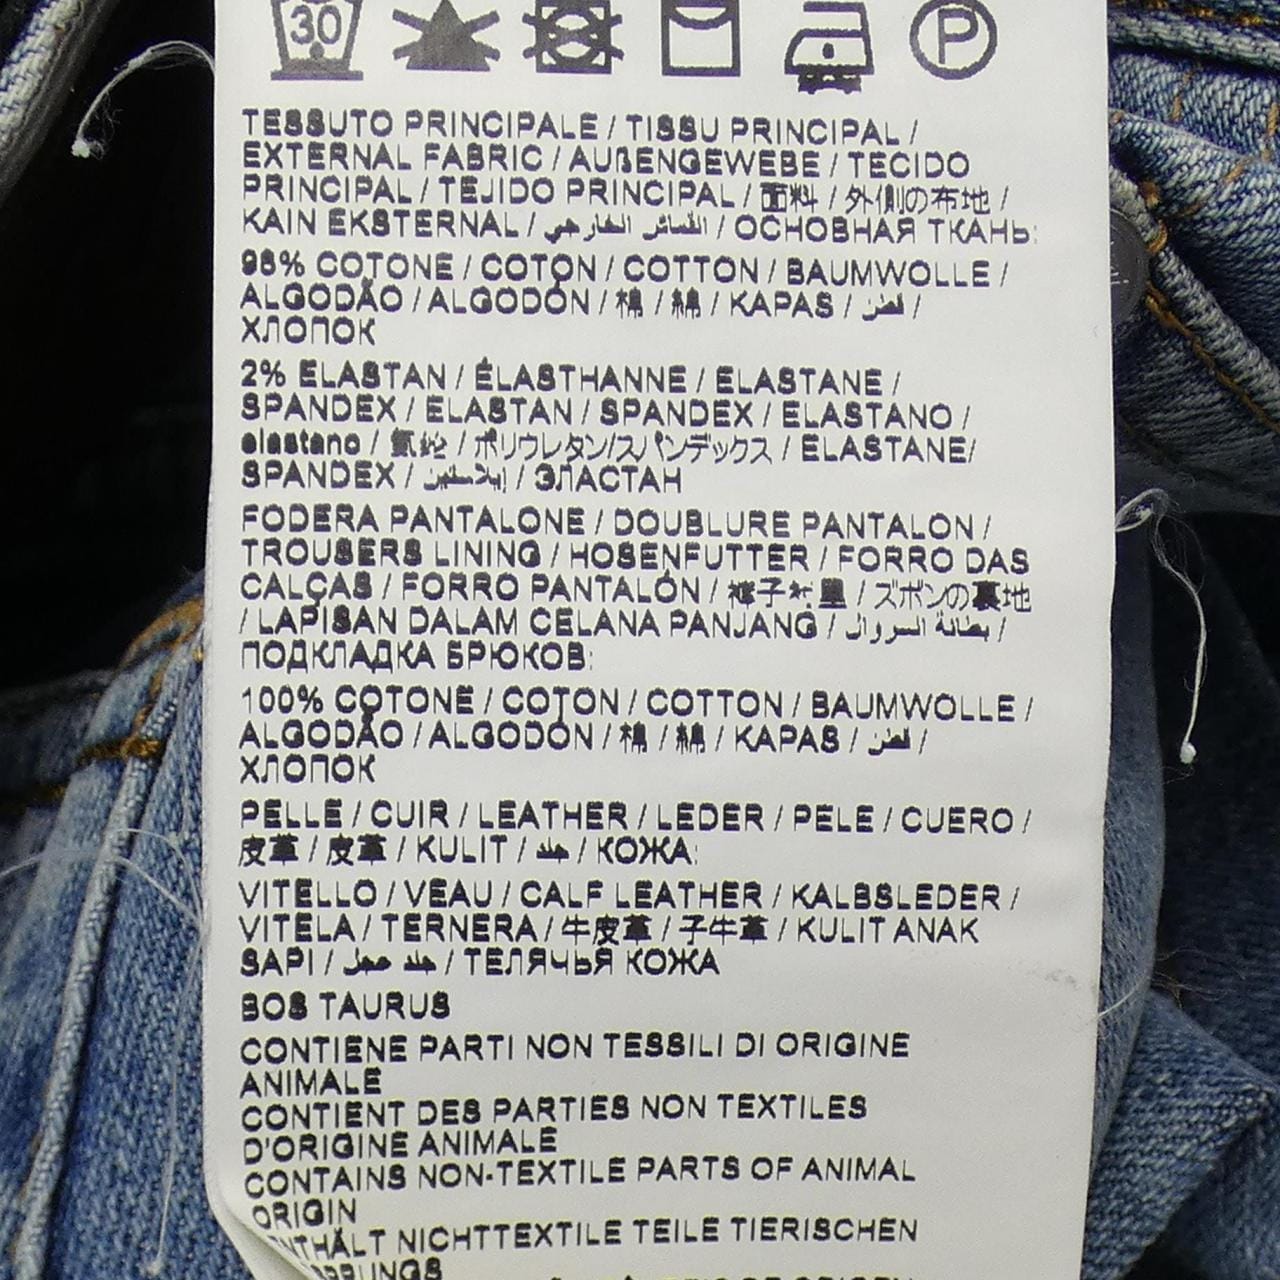 30
P
TESSUTO PRINCIPALE / TISSU PRINCIPAL /
EXTERNAL FABRIC / AUßENGEWEBE / TECIDO
PRINCIPAL / TEJIDO PRINCIPAL / 面料 / 外側の布地 /
KAIN EKSTERNAL / القماش الخارجي / ОСНОВНАЯ ТКАНЬ:
98% COTONE / COTON / COTTON / BAUMWOLLE /
ALGODÃO / ALGODÓN / 棉 / 綿 / KAPAS / قطن /
ХЛОПОК
2% ELASTAN / ÉLASTHANNE / ELASTANE /
SPANDEX / ELASTAN / SPANDEX / ELASTANO /
elastano / 氨纶 / ポリウレタン/スパンデックス / ELASTANE/
SPANDEX / إيلاستين / ЭЛАСТАН
FODERA PANTALONE / DOUBLURE PANTALON /
TROUSERS LINING / HOSENFUTTER / FORRO DAS
CALÇAS / FORRO PANTALÓN / 裤子衬里 / ズボンの裏地
/ LAPISAN DALAM CELANA PANJANG / بطانة السروال /
ПОДКЛАДКА БРЮКОВ:
100% COTONE / COTON / COTTON / BAUMWOLLE /
ALGODÃO / ALGODÓN / 棉 / 綿 / KAPAS / قطن /
ХЛОПОК
PELLE / CUIR / LEATHER / LEDER / PELE / CUERO /
皮革 / 皮革 / KULIT / جلد / КОЖА:
VITELLO / VEAU / CALF LEATHER / KALBSLEDER /
VITELA / TERNERA / 牛皮革 / 子牛革 / KULIT ANAK
SAPI / جلد عجل / ТЕЛЯЧЬЯ КОЖА
BOS TAURUS
CONTIENE PARTI NON TESSILI DI ORIGINE
ANIMALE
CONTIENT DES PARTIES NON TEXTILES
D'ORIGINE ANIMALE
CONTAINS NON-TEXTILE PARTS OF ANIMAL
ORIGIN
ENTHÄLT NICHTTEXTILE TEILE TIERISCHEN